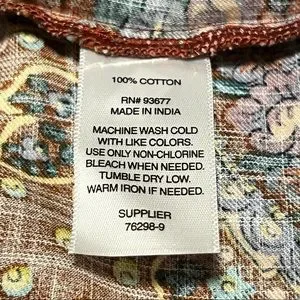 100% COTTON
RN# 93677
MADE IN INDIA
MACHINE WASH COLD
WITH LIKE COLORS.
USE ONLY NON-CHLORINE
BLEACH WHEN NEEDED.
TUMBLE DRY LOW.
WARM IRON IF NEEDED.
SUPPLIER
76298-9